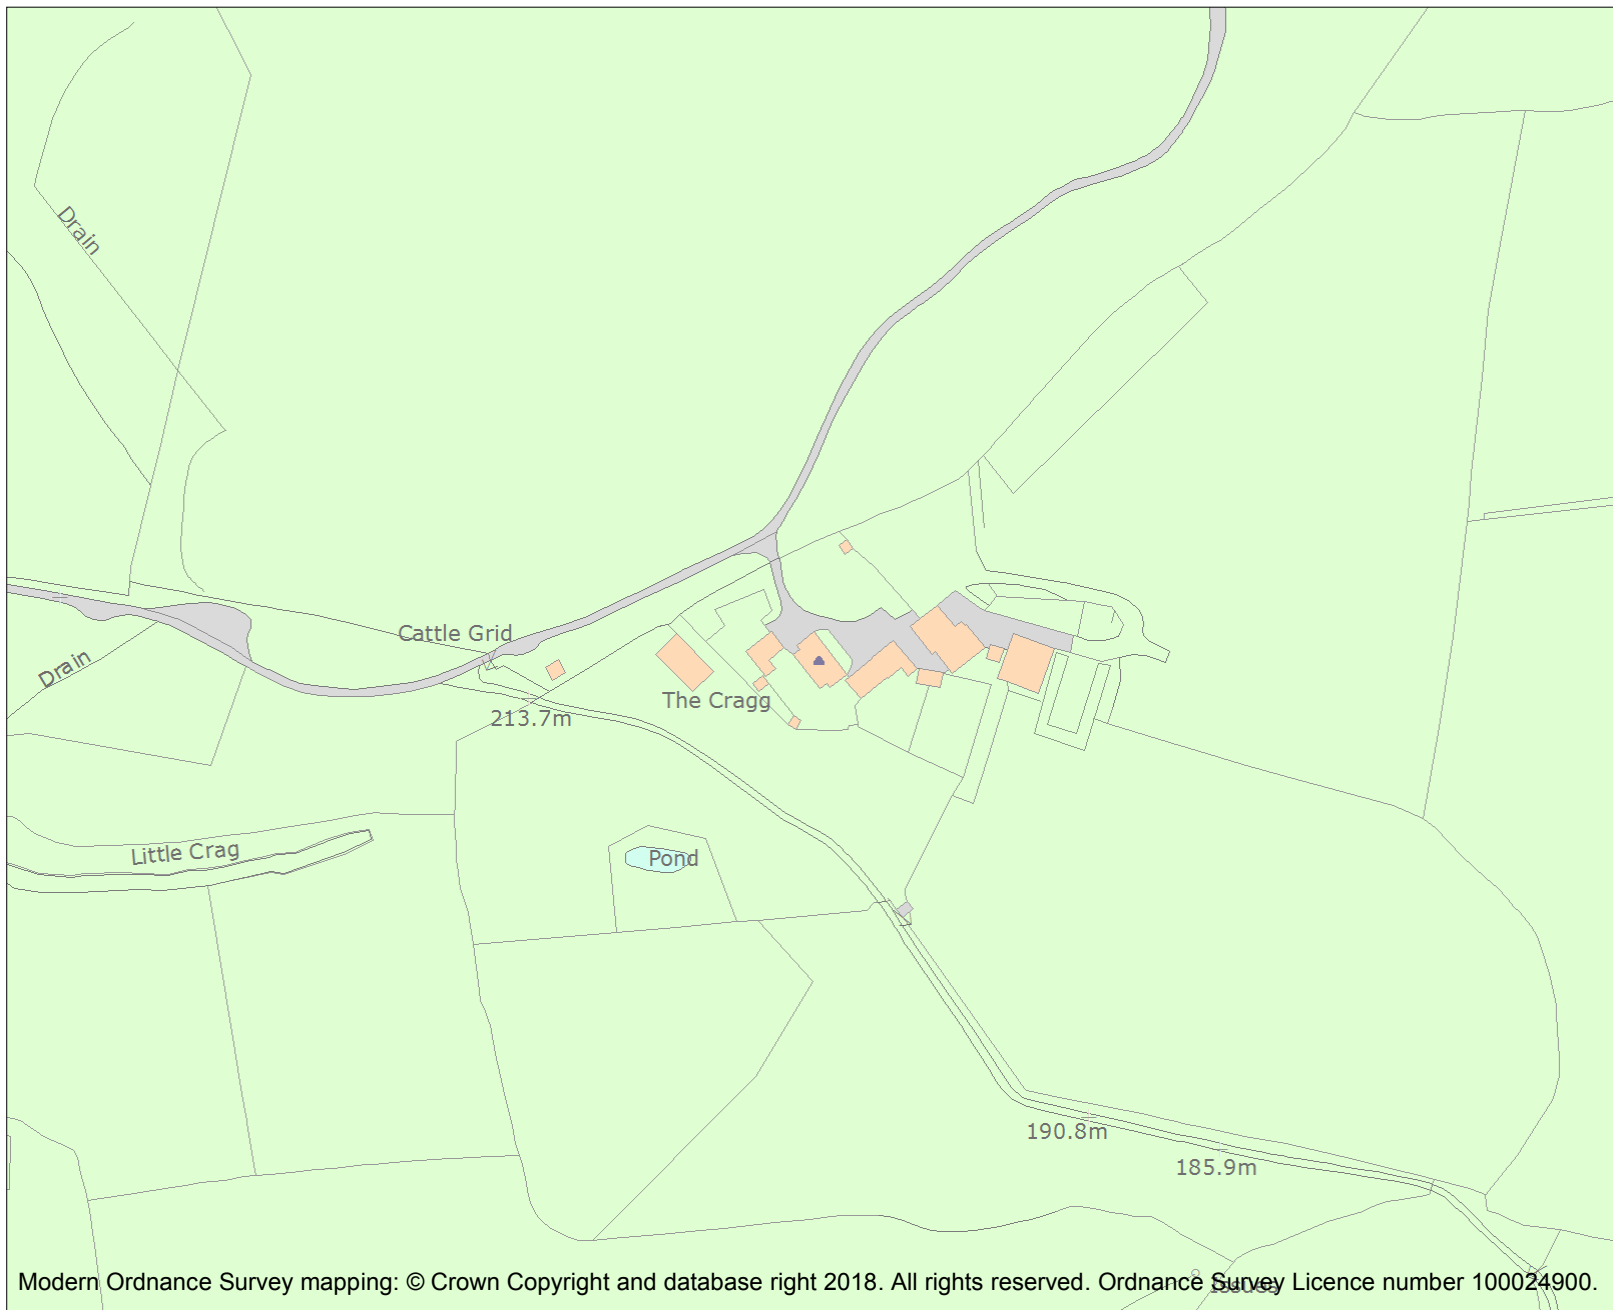 Drain
Cattle Grid
Drain
The Cragg
213.7m
Little Crag
Pond
190.8m
185.9m
Issues
Modern Ordnance Survey mapping: © Crown Copyright and database right 2018. All rights reserved. Ordnance Survey Licence number 100024900.